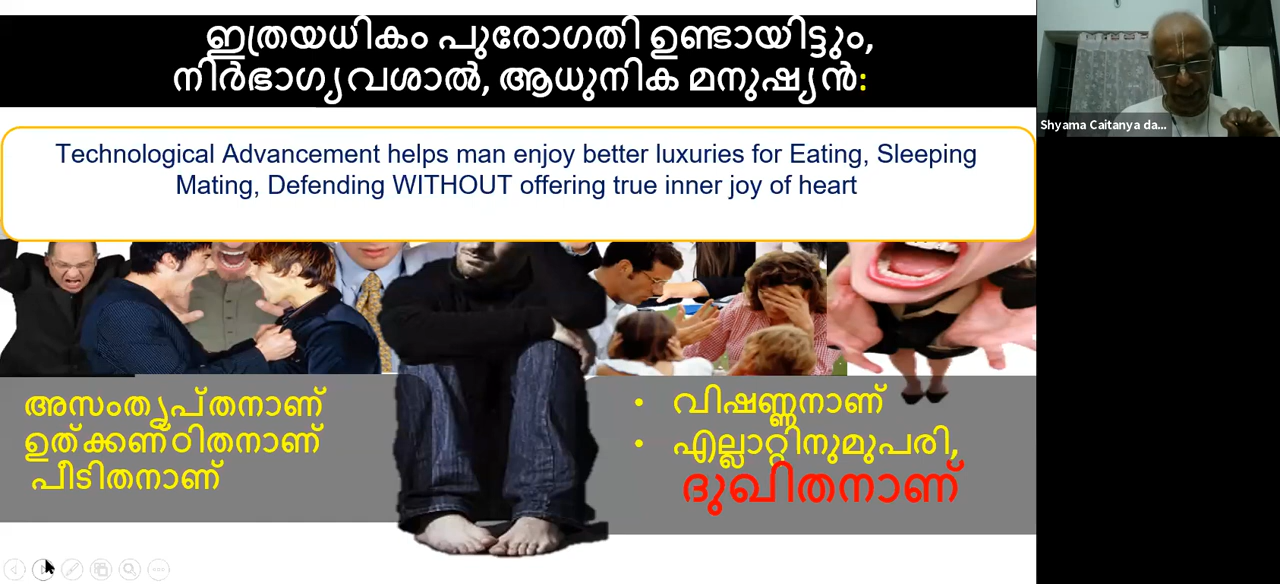 ഇത്രയധികം പുരോഗതി ഉണ്ടായിട്ടും,
നിർഭാഗ്യവശാൽ, ആധുനിക മനുഷ്യൻ:
Technological Advancement helps man enjoy better luxuries for Eating, Sleeping
Mating, Defending WITHOUT offering true inner joy of heart
അസംതൃപ്തനാണ്
ഉത്ക്കണ്ഠിതനാണ്
പീടിതനാണ്
• വിഷണ്ണനാണ്
• എല്ലാറ്റിനുമുപരി,
ദുഖിതനാണ്
Shyama Caitanya da...